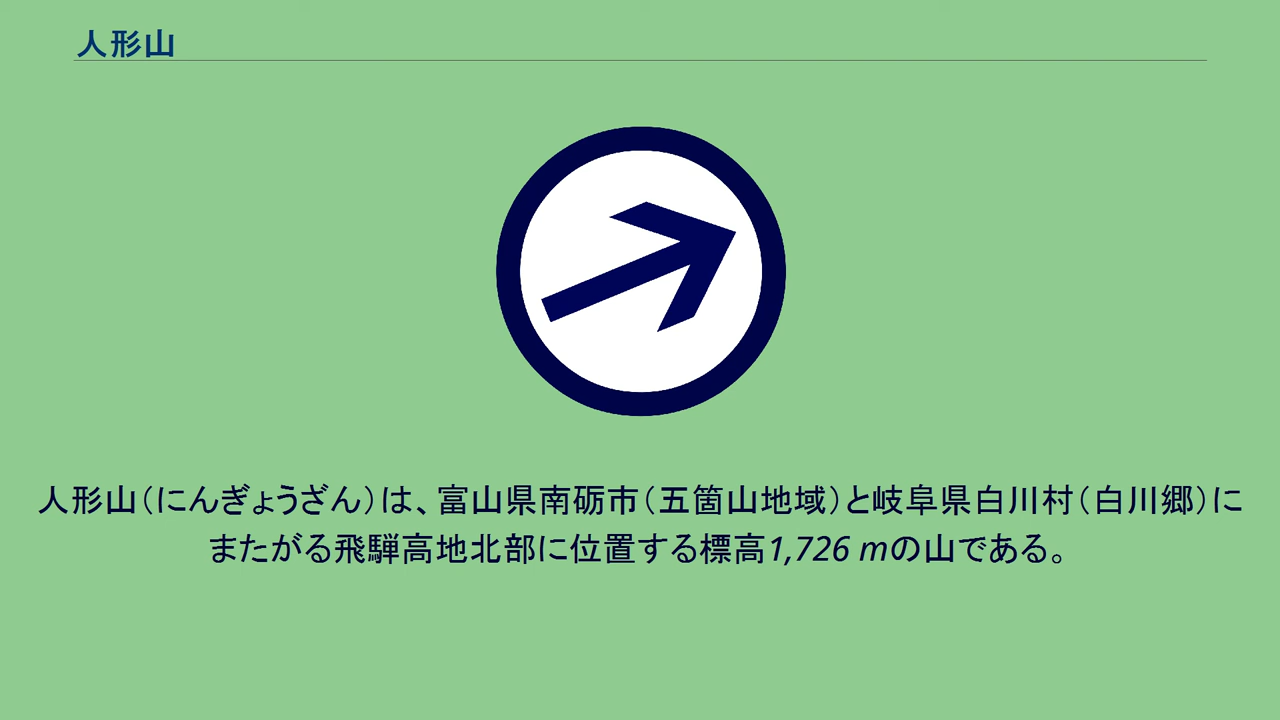 人形山
人形山（にんぎょうざん）は、富山県南砺市（五箇山地域）と岐阜県白川村（白川郷）に
またがる飛騨高地北部に位置する標高1,726 mの山である。